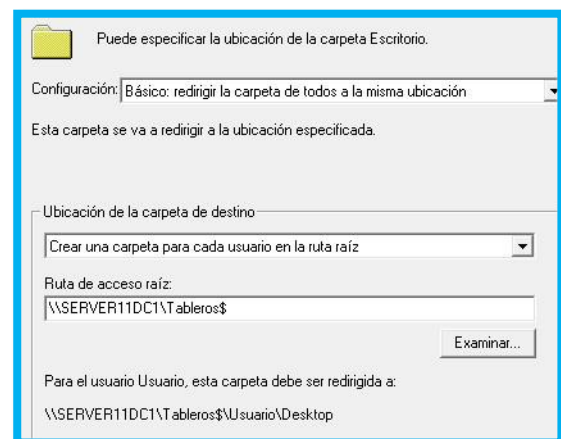 Puede especificar la ubicación de la carpeta Escritorio.
Configuración: Básico: redirigir la carpeta de todos a la misma ubicación
Esta carpeta se va a redirigir a la ubicación especificada.
Ubicación de la carpeta de destino
Crear una carpeta para cada usuario en la ruta raíz
Ruta de acceso raíz:
\\SERVER11DC1\Tableros$
Examinar...
Para el usuario Usuario, esta carpeta debe ser redirigida a:
\\SERVER11DC1\Tableros$\Usuario\Desktop